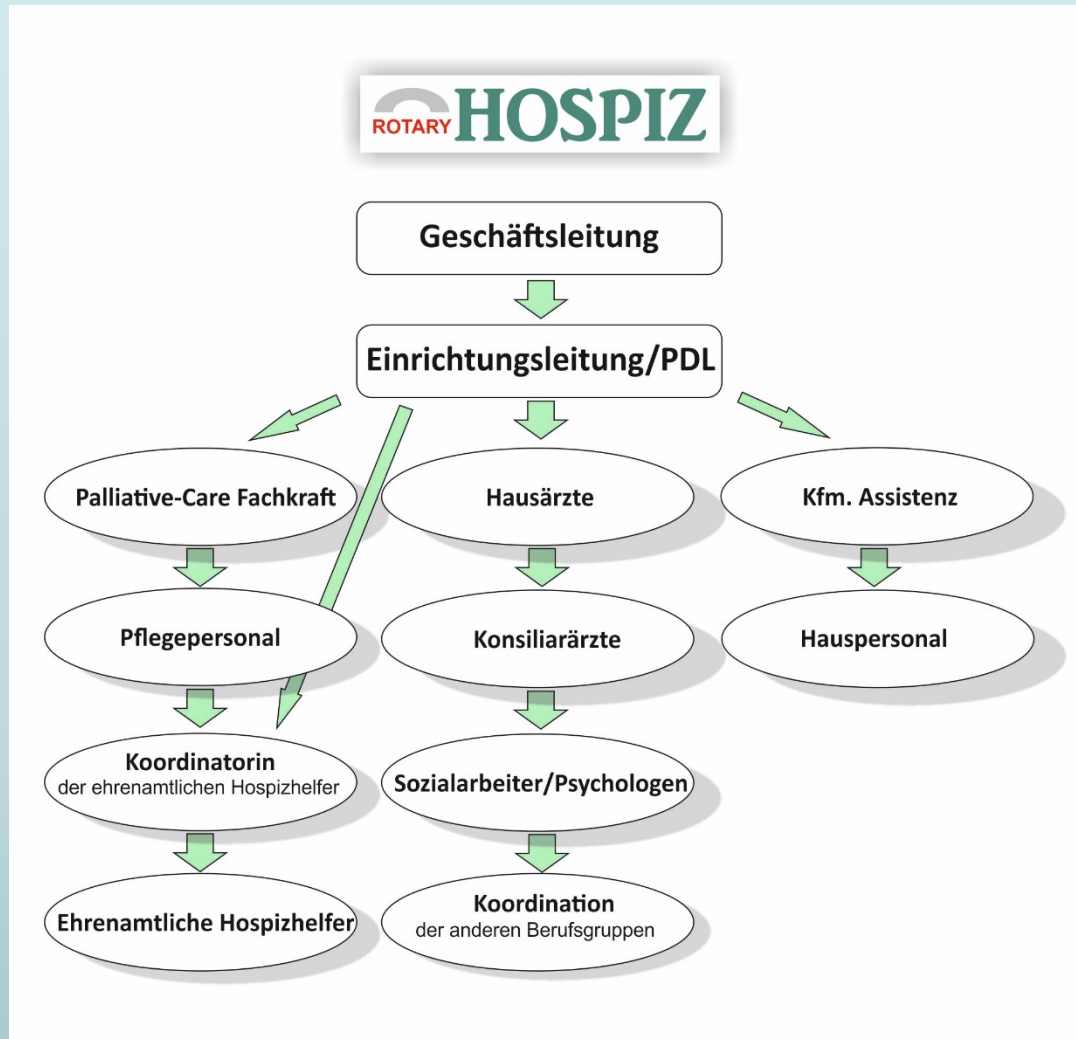 ROTARY HOSPIZ
Geschäftsleitung
Einrichtungsleitung/PDL
Palliative-Care Fachkraft
Hausärzte
Kfm. Assistenz
Pflegepersonal
Konsiliarärzte
Hauspersonal
Koordinatorin
der ehrenamtlichen Hospizhelfer
Sozialarbeiter/Psychologen
Ehrenamtliche Hospizhelfer
Koordination
der anderen Berufsgruppen